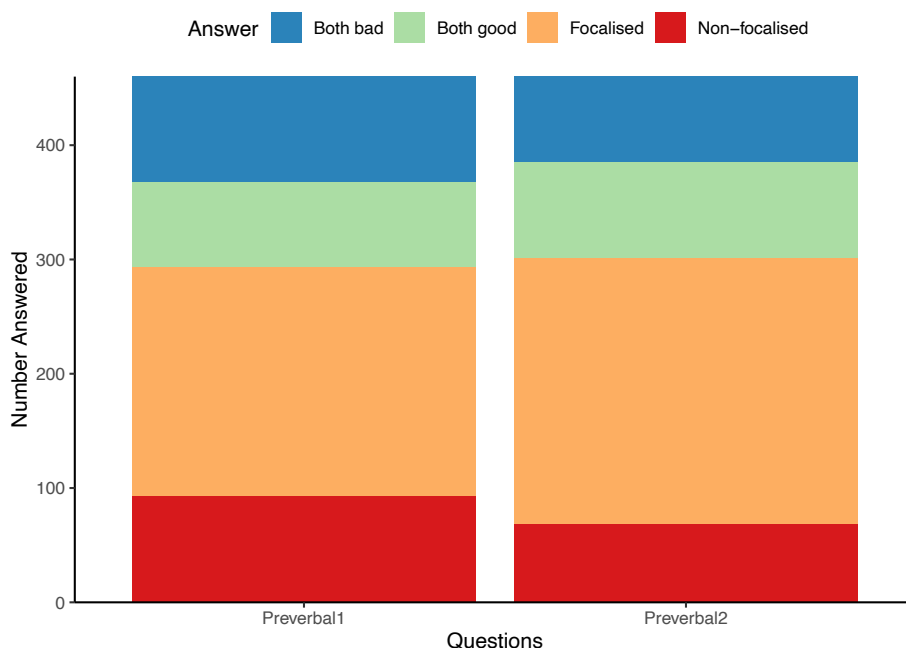 Answer Both bad Both good Focalised Non−focalised
Number Answered
400
300
200
100
0
Preverbal1 Preverbal2
Questions